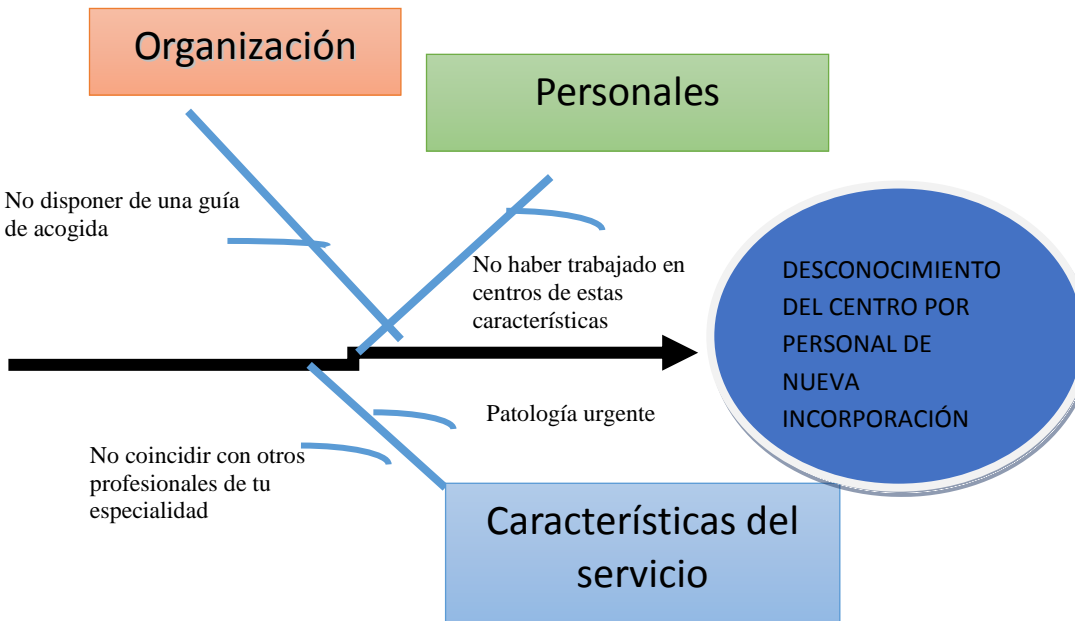 Organización
Personales
No disponer de una guía
de acogida
No haber trabajado en
centros de estas
características
DESCONOCIMIENTO
DEL CENTRO POR
PERSONAL DE
NUEVA
INCORPORACIÓN
Patología urgente
No coincidir con otros
profesionales de tu
especialidad
Características del
servicio